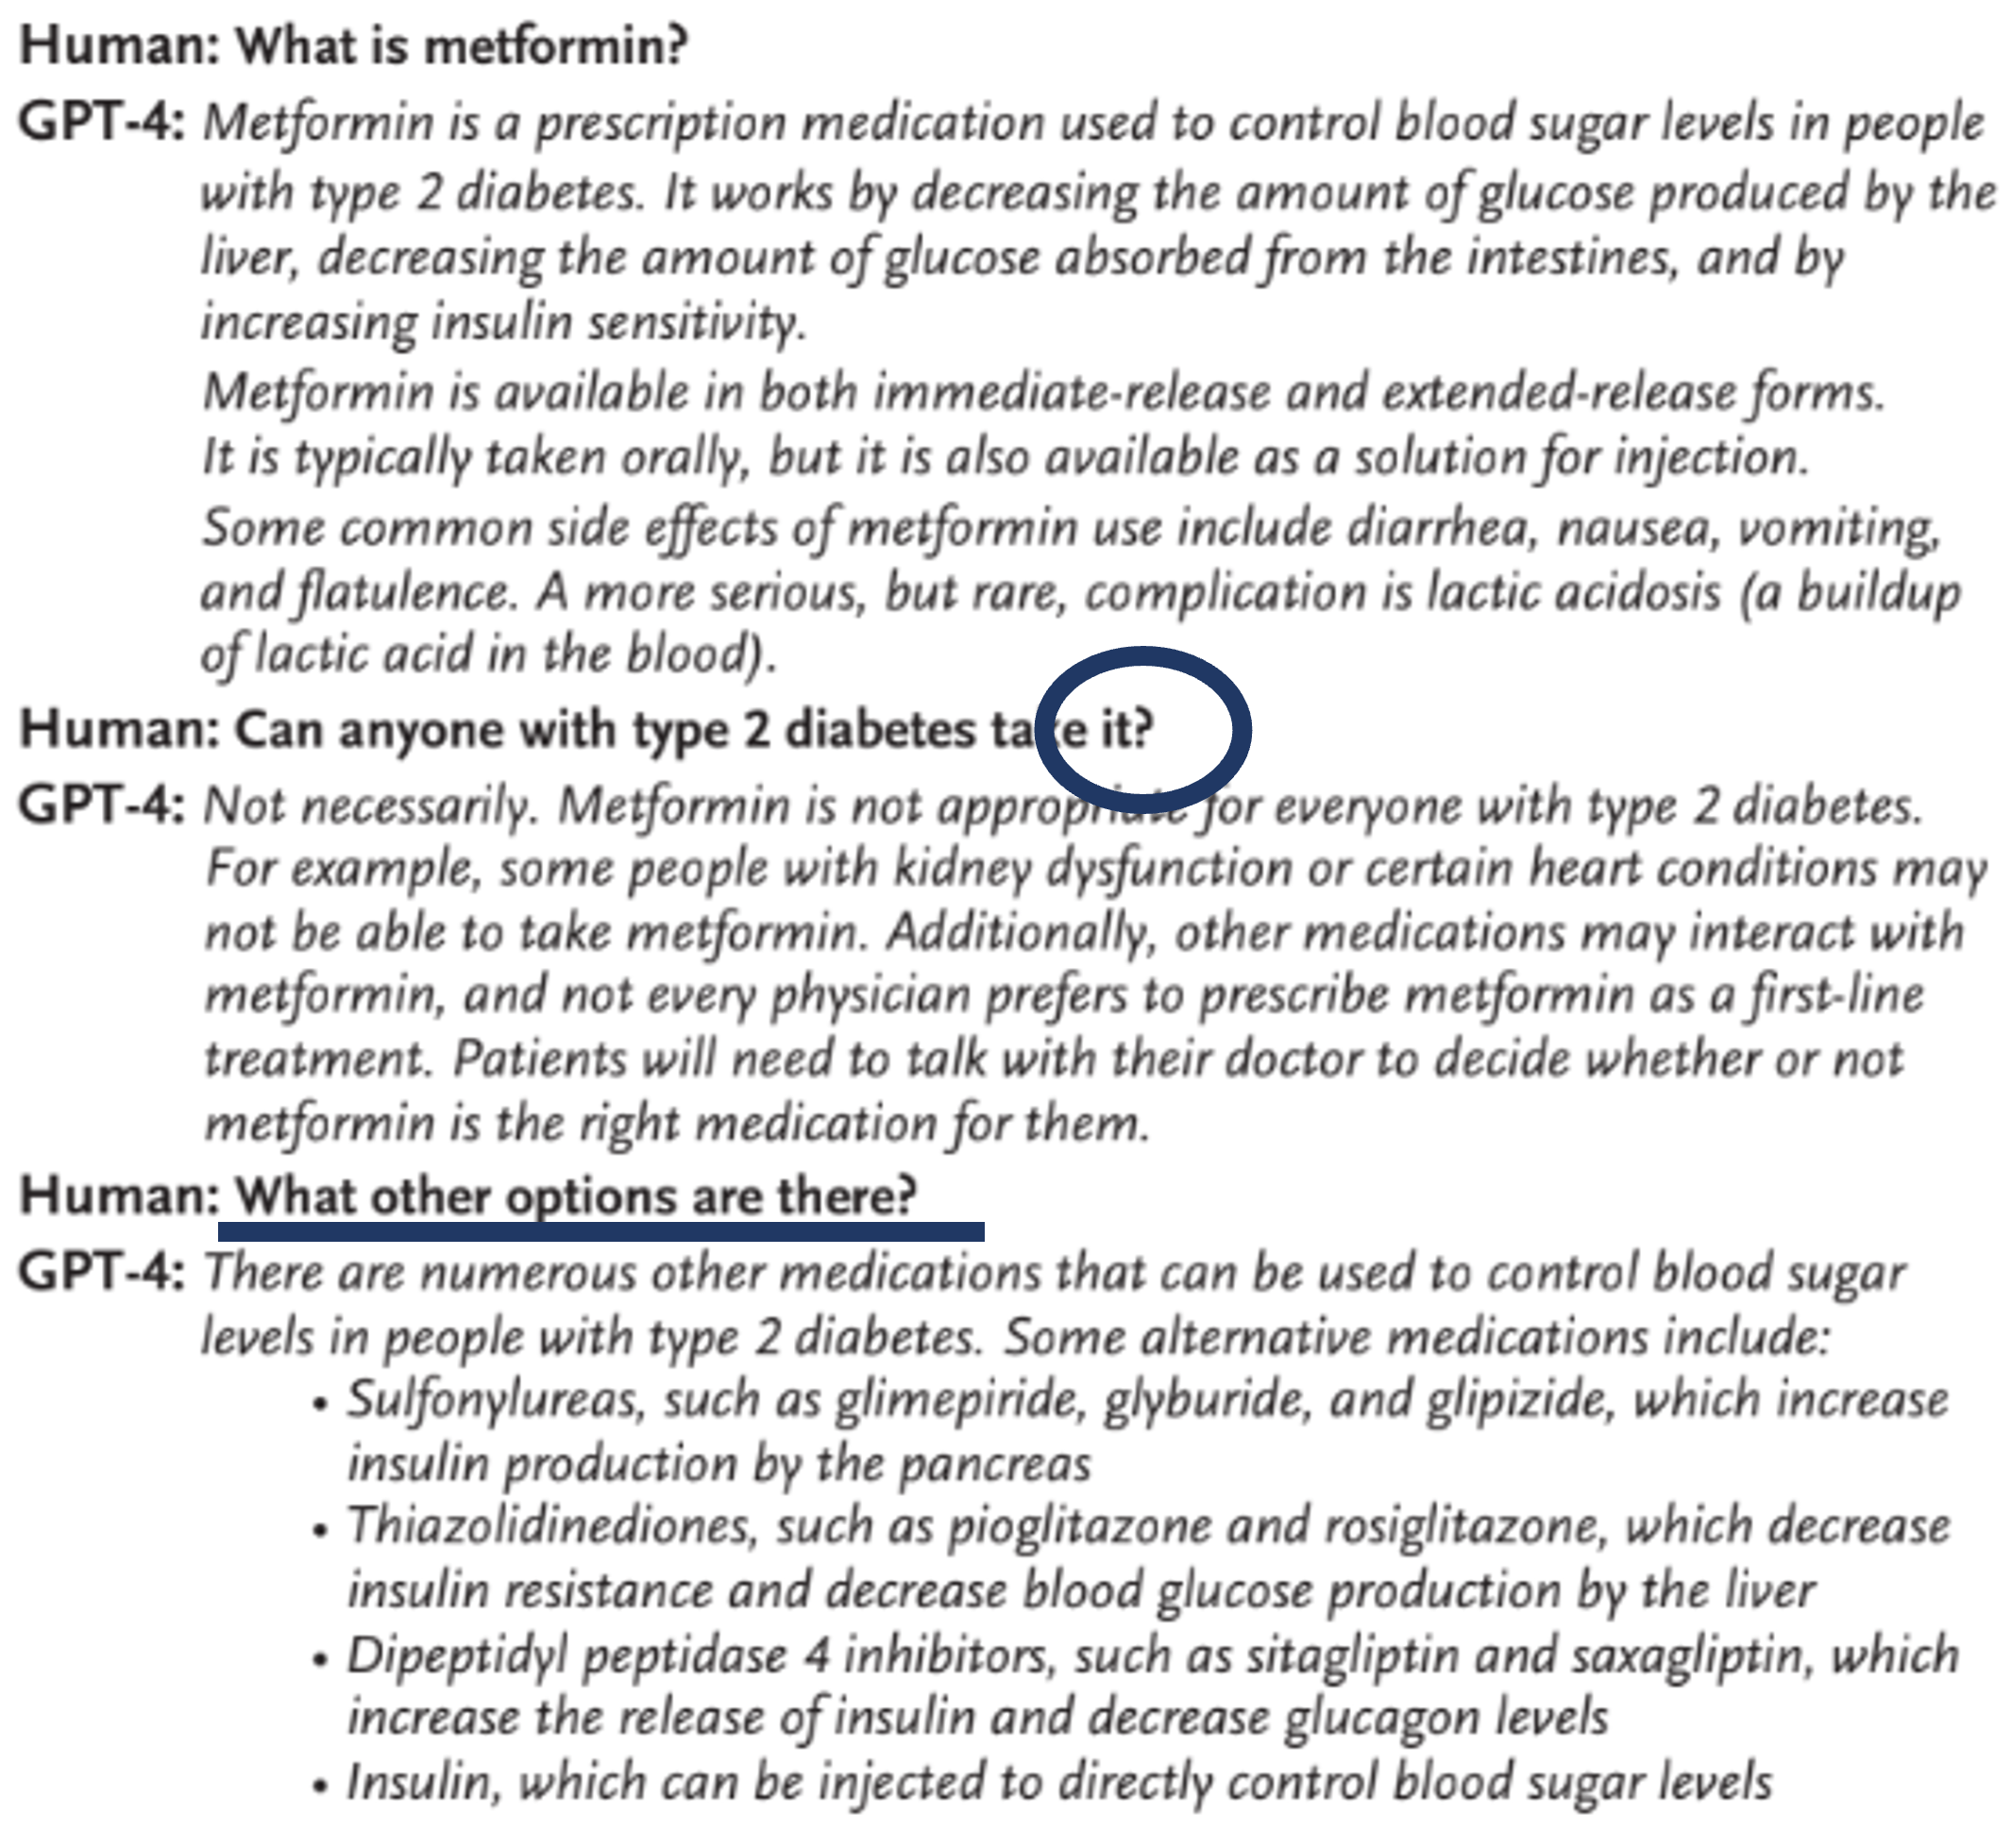 Human: What is metformin?
GPT-4: Metformin is a prescription medication used to control blood sugar levels in people
with type 2 diabetes. It works by decreasing the amount of glucose produced by the
liver, decreasing the amount of glucose absorbed from the intestines, and by
increasing insulin sensitivity.
Metformin is available in both immediate-release and extended-release forms.
It is typically taken orally, but it is also available as a solution for injection.
Some common side effects of metformin use include diarrhea, nausea, vomiting,
and flatulence. A more serious, but rare, complication is lactic acidosis (a buildup
of lactic acid in the blood).
Human: Can anyone with type 2 diabetes take it?
GPT-4: Not necessarily. Metformin is not appropriate for everyone with type 2 diabetes.
For example, some people with kidney dysfunction or certain heart conditions may
not be able to take metformin. Additionally, other medications may interact with
metformin, and not every physician prefers to prescribe metformin as a first-line
treatment. Patients will need to talk with their doctor to decide whether or not
metformin is the right medication for them.
Human: What other options are there?
GPT-4: There are numerous other medications that can be used to control blood sugar
levels in people with type 2 diabetes. Some alternative medications include:
• Sulfonylureas, such as glimepiride, glyburide, and glipizide, which increase
insulin production by the pancreas
• Thiazolidinediones, such as pioglitazone and rosiglitazone, which decrease
insulin resistance and decrease blood glucose production by the liver
• Dipeptidyl peptidase 4 inhibitors, such as sitagliptin and saxagliptin, which
increase the release of insulin and decrease glucagon levels
• Insulin, which can be injected to directly control blood sugar levels